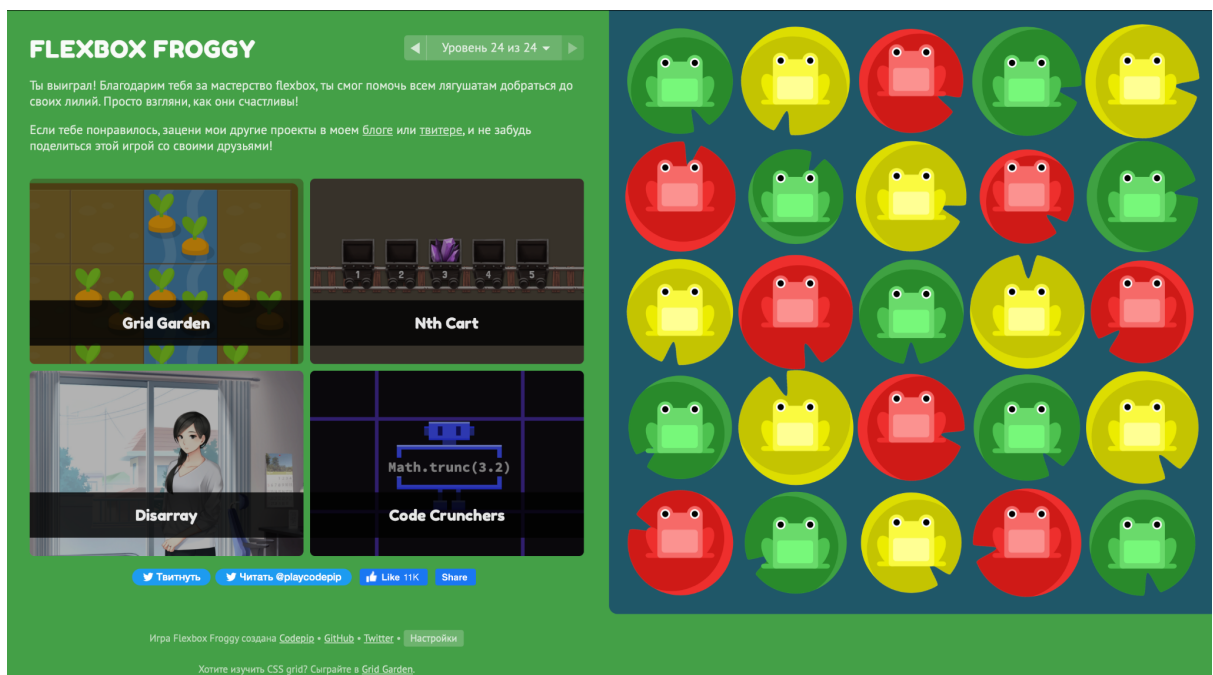 FLEXBOX FROGGY
Уровень 24 из 24
Ты выиграл! Благодарим тебя за мастерство flexbox, ты смог помочь всем лягушатам добраться до
своих лилий. Просто взгляни, как они счастливы!
Если тебе понравилось, зацени мои другие проекты в моем блоге или твитере, и не забудь
поделиться этой игрой со своими друзьями!
1 2 3 4 5
Grid Garden
Nth Cart
Math.trunc(3.2)
Disarray
Code Crunchers
Твитнуть
Читать @playcodepip
Like 11K
Share
Игра Flexbox Froggy создана Codepip • GitHub • Twitter • Настройки
Хотите изучить CSS grid? Сыграйте в Grid Garden.